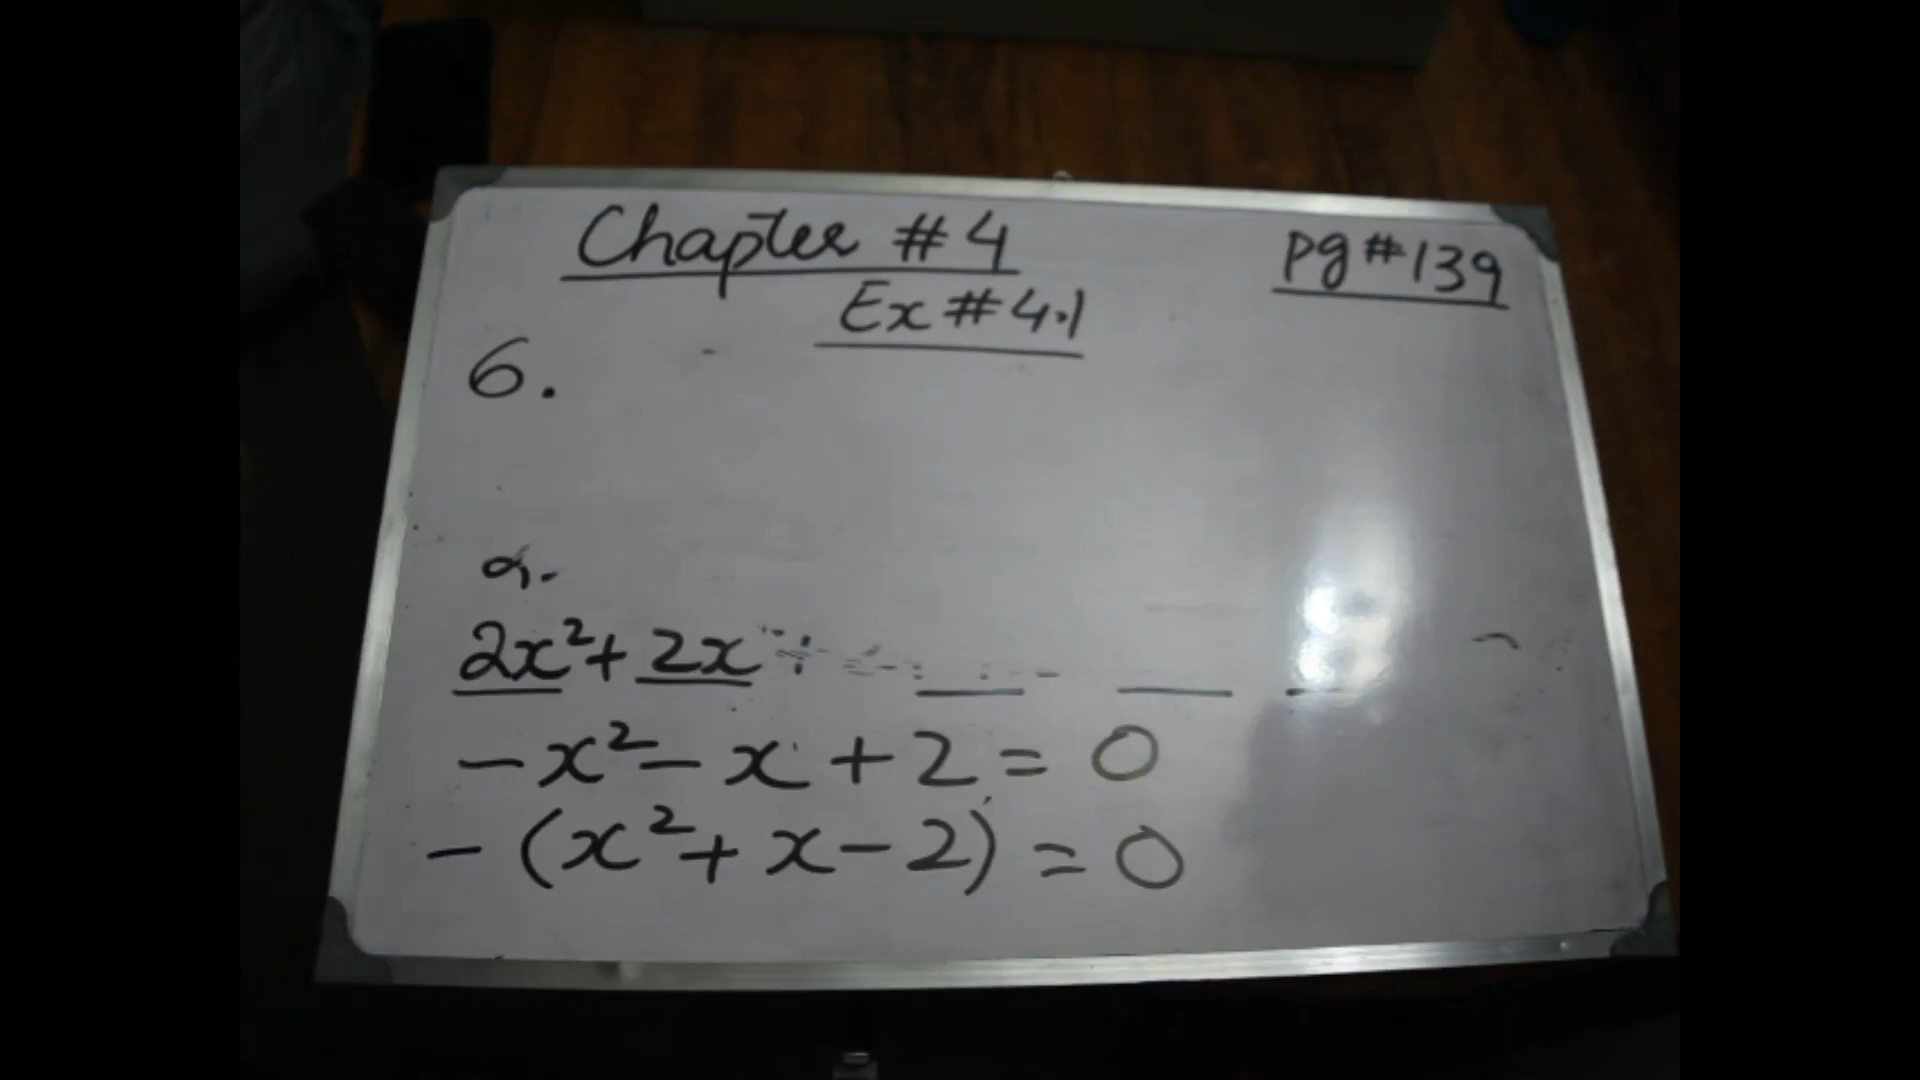 Chapter #4 pg#139
Ex #4.1
6.
a.
2x² + 2x
-x² - x + 2 = 0
-(x² + x - 2) = 0